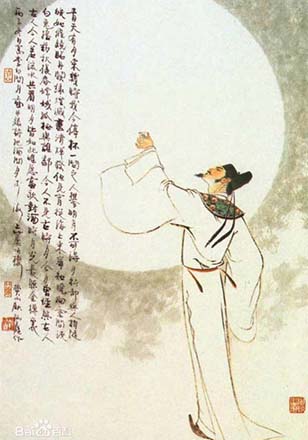 青天有月來幾時我今停杯一問之人攀明月不可得月行卻與人相隨
皎如飛鏡臨丹闕綠煙滅盡清輝發但見宵從海上來寧知曉向雲間沒
白兔搗藥秋復春嫦娥孤棲與誰鄰今人不見古時月今月曾經照古人
古人今人若流水共看明月皆如此唯願當歌對酒時月光長照金樽裏
Baidu百科